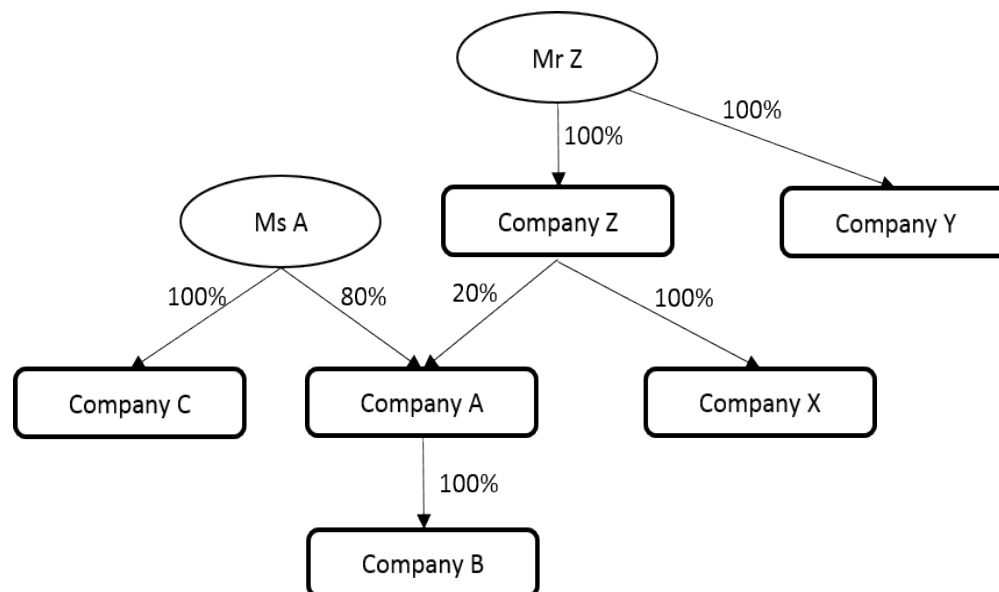 Mr Z
100%
100%
Ms A
Company Z
Company Y
100%
80%
20%
100%
Company C
Company A
Company X
100%
Company B